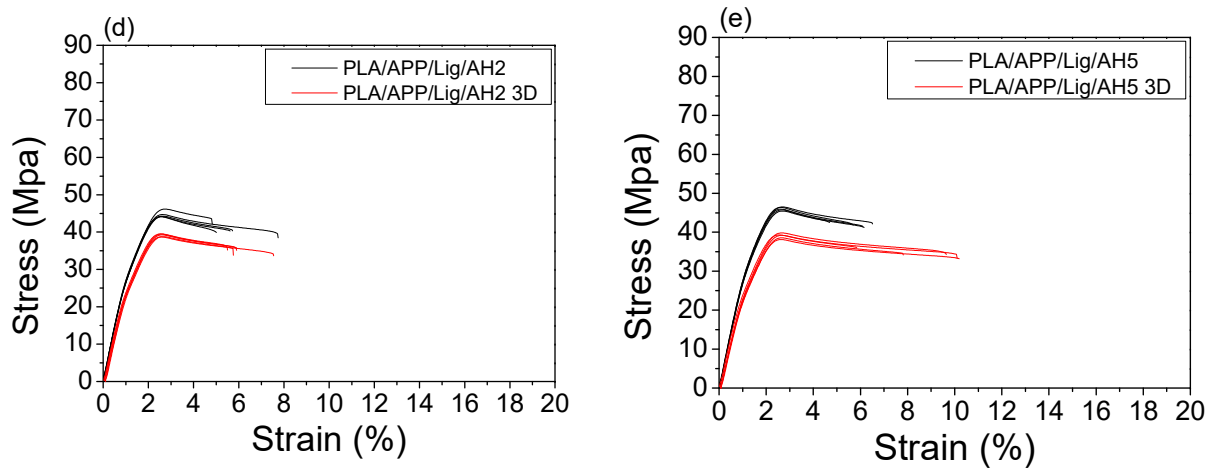 (d)
PLA/APP/Lig/AH2
PLA/APP/Lig/AH2 3D
90
80
70
60
50
40
30
20
10
0
Stress (Mpa)
0 2 4 6 8 10 12 14 16 18 20
Strain (%)
(e)
PLA/APP/Lig/AH5
PLA/APP/Lig/AH5 3D
90
80
70
60
50
40
30
20
10
0
Stress (Mpa)
0 2 4 6 8 10 12 14 16 18 20
Strain (%)